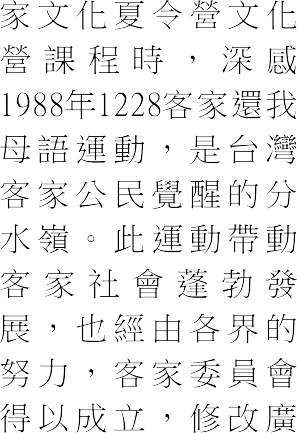 家文化夏令營文化
營課程時，深感
1988年1228客家還我
母語運動，是台灣
客家公民覺醒的分
水嶺。此運動帶動
客家社會蓬勃發
展，也經由各界的
努力，客家委員會
得以成立，修改廣